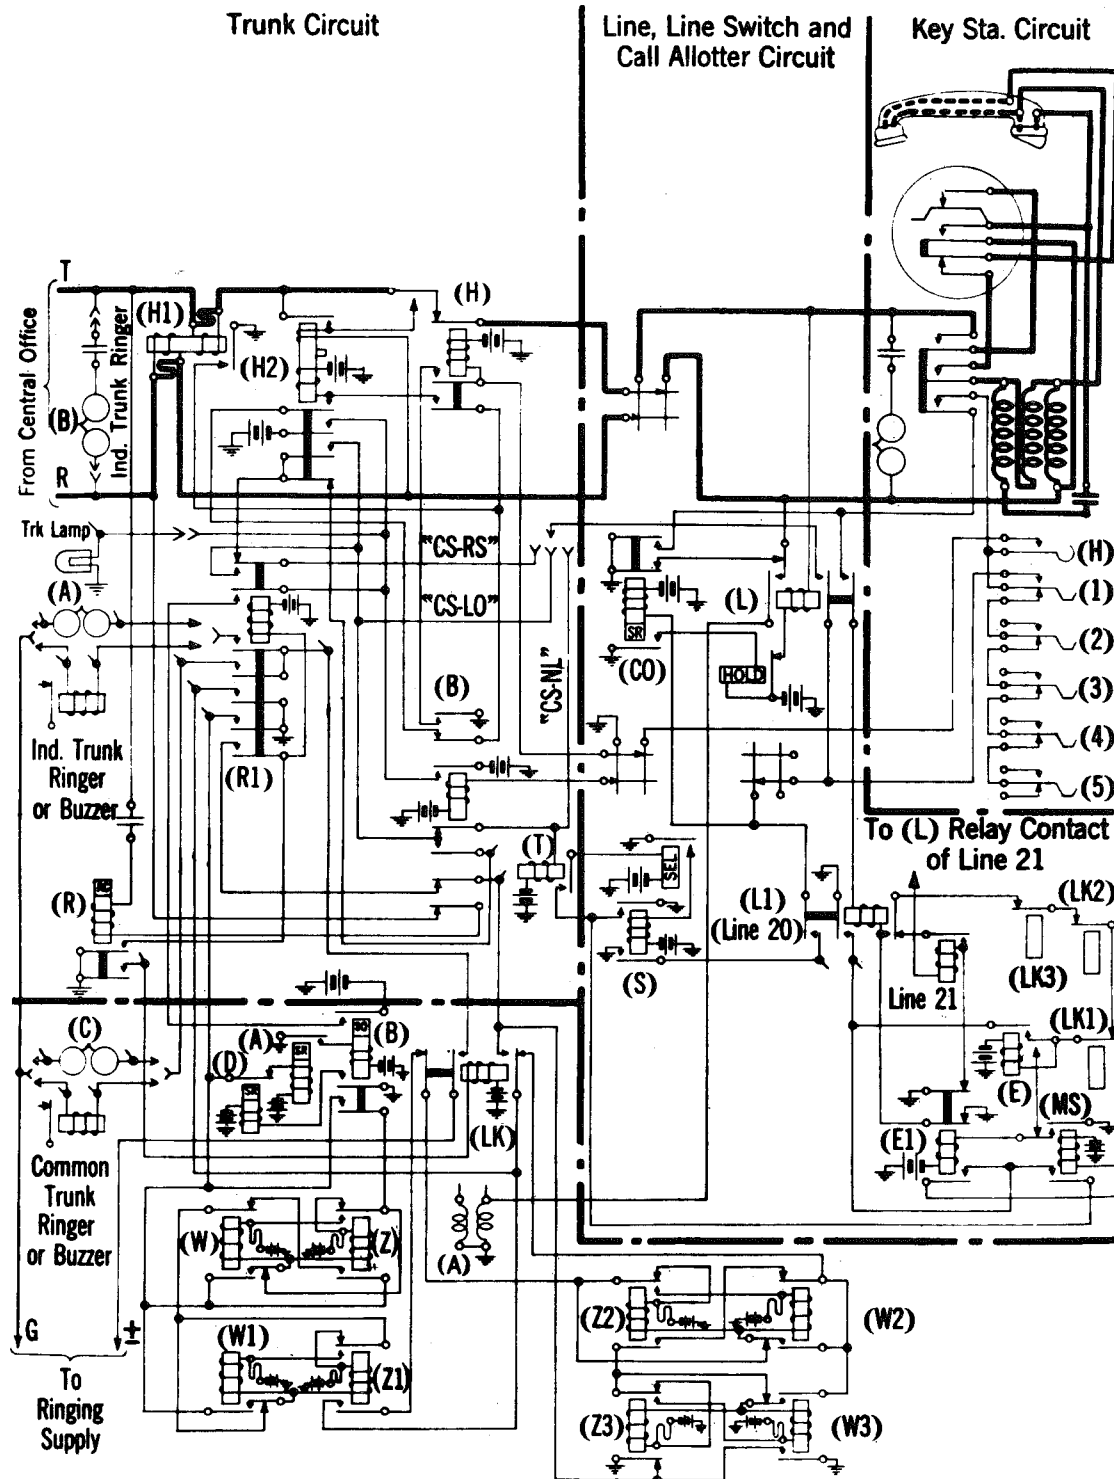 Trunk Circuit
Line, Line Switch and
Call Allotter Circuit
Key Sta. Circuit
From Central Office
T
(H1)
(H)
Ind. Trunk Ringer
(H2)
(B)
R
Trk Lamp
(A)
"CS-RS"
"CS-LO"
"CS-NL"
(L)
SR
(CO)
HOLD
(H)
(1)
(2)
(3)
(4)
(5)
Ind. Trunk
Ringer
or Buzzer
(R1)
(B)
(T)
SEL
To (L) Relay Contact
of Line 21
AC
(R)
(L1)
(Line 20)
(S)
(LK2)
(LK3)
Line 21
(LK1)
(C)
(A)
(D)
SR
SR
SO
(B)
(LK)
(E)
(MS)
(E1)
Common
Trunk
Ringer
or Buzzer
(W)
(Z)
(A)
(W1)
(Z1)
(Z2)
(W2)
(Z3)
(W3)
G
±
To
Ringing
Supply